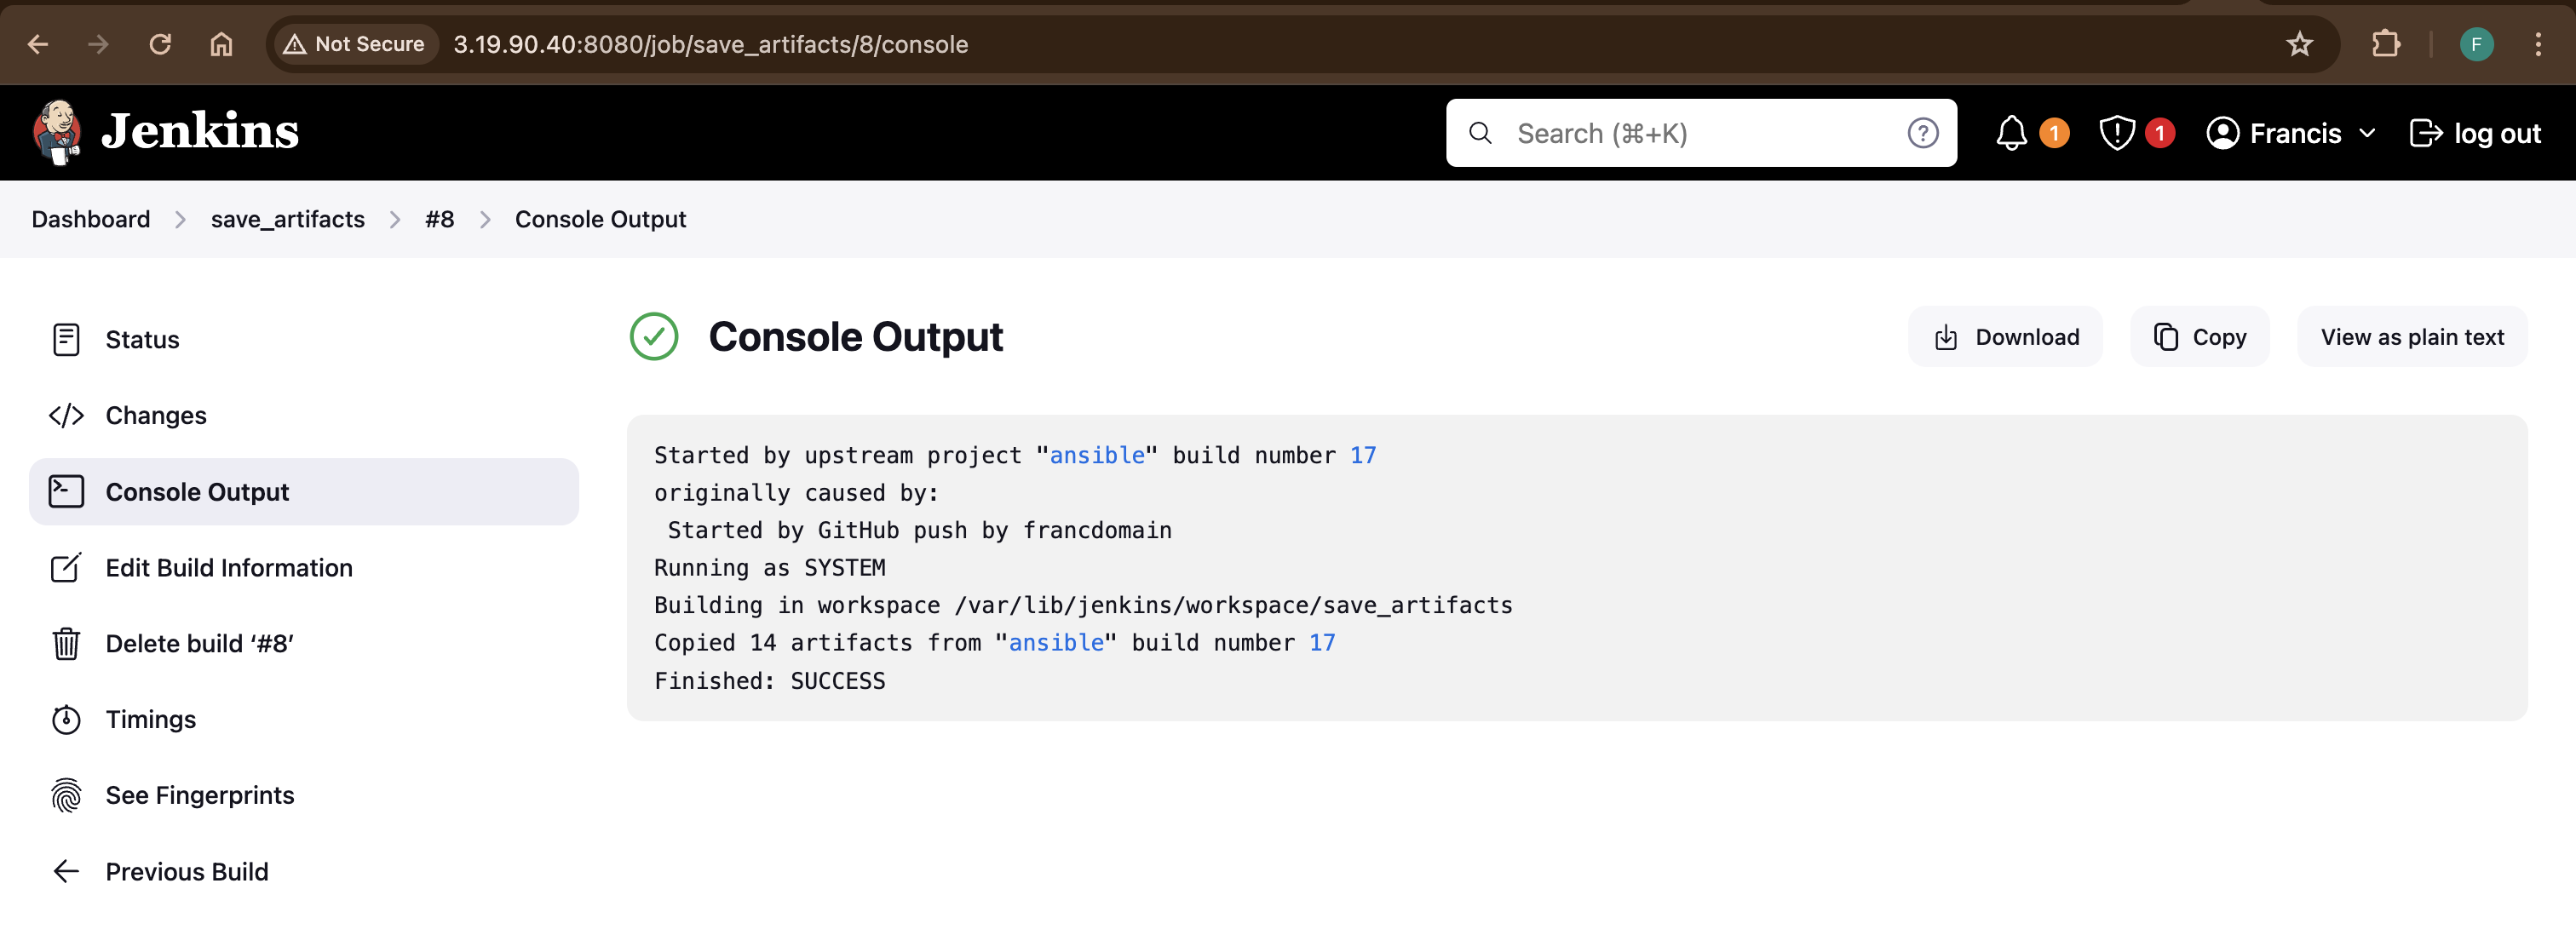 Not Secure 3.19.90.40:8080/job/save_artifacts/8/console F
Jenkins Search (⌘+K) ? 1 1 Francis log out
Dashboard save_artifacts #8 Console Output
Status
Changes
Console Output
Edit Build Information
Delete build ‘#8’
Timings
See Fingerprints
Previous Build
Console Output Download Copy View as plain text
Started by upstream project "ansible" build number 17
originally caused by:
Started by GitHub push by francdomain
Running as SYSTEM
Building in workspace /var/lib/jenkins/workspace/save_artifacts
Copied 14 artifacts from "ansible" build number 17
Finished: SUCCESS